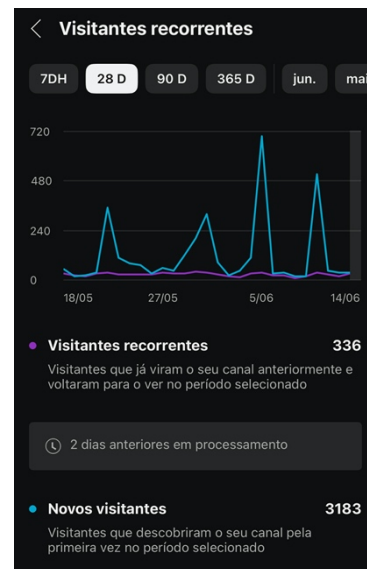 Visitantes recorrentes
7DH 28 D 90 D 365 D jun. mai
720
480
240
0
18/05 27/05 5/06 14/06
Visitantes recorrentes 336
Visitantes que já viram o seu canal anteriormente e
voltaram para o ver no período selecionado
2 dias anteriores em processamento
Novos visitantes 3183
Visitantes que descobriram o seu canal pela
primeira vez no período selecionado